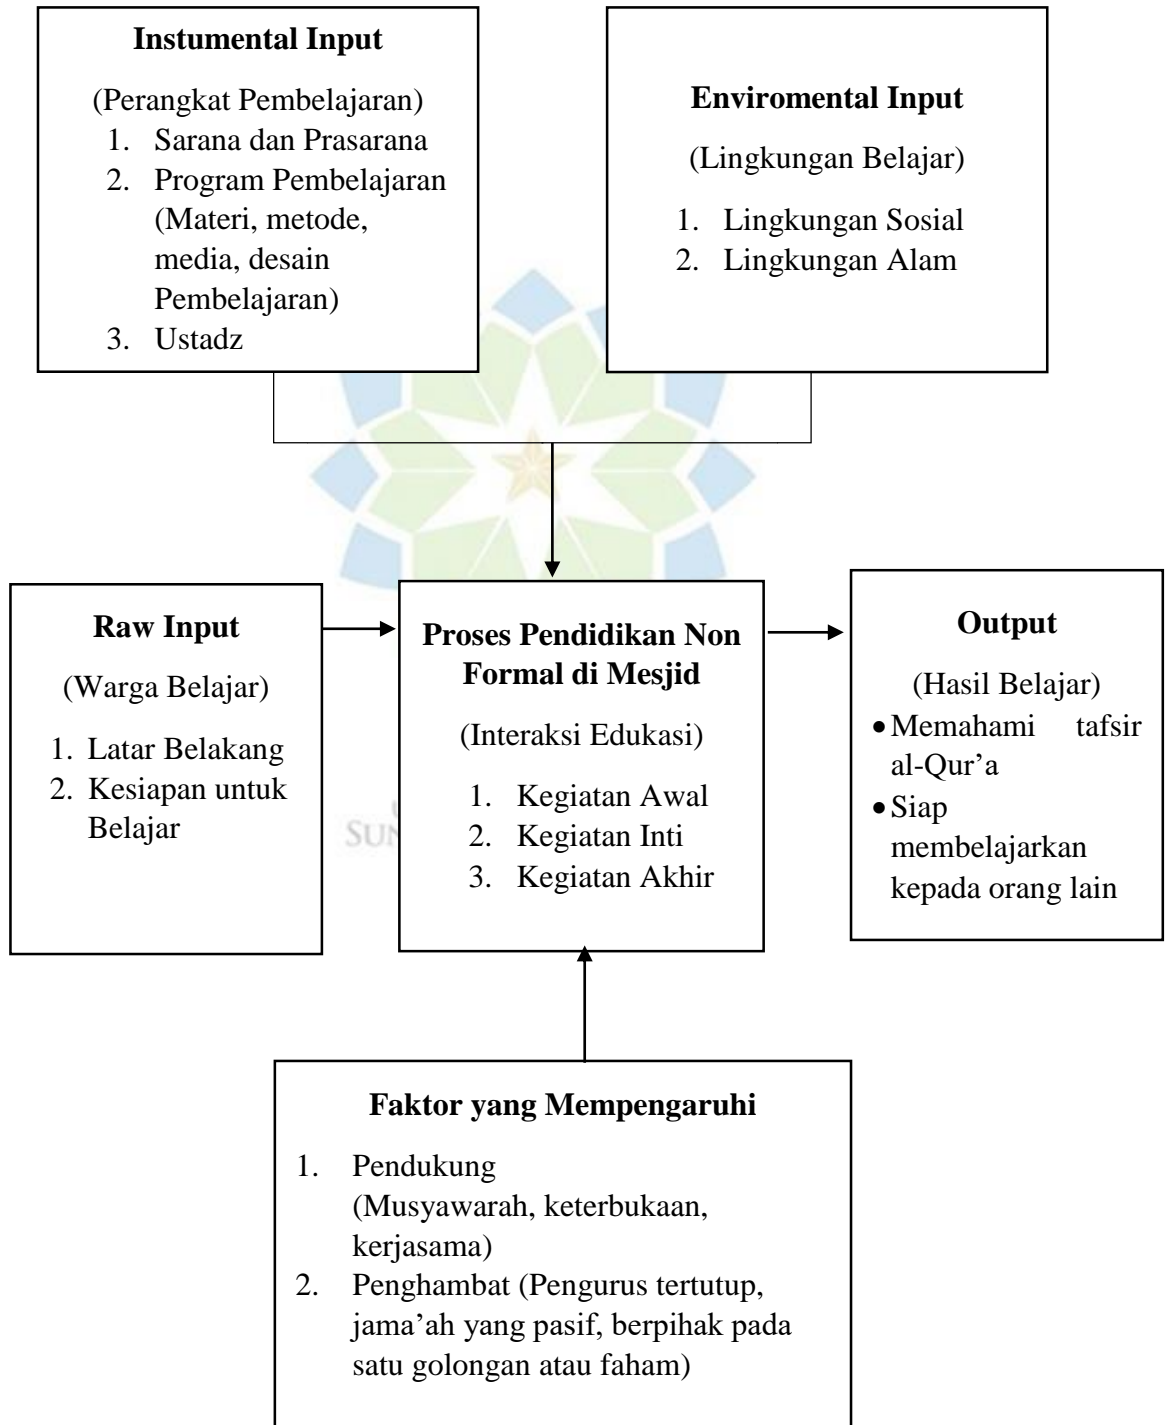 Instumental Input
(Perangkat Pembelajaran)
1. Sarana dan Prasarana
2. Program Pembelajaran
(Materi, metode,
media, desain
Pembelajaran)
3. Ustadz
Enviromental Input
(Lingkungan Belajar)
1. Lingkungan Sosial
2. Lingkungan Alam
Raw Input
(Warga Belajar)
1. Latar Belakang
2. Kesiapan untuk
Belajar
Proses Pendidikan Non
Formal di Mesjid
(Interaksi Edukasi)
1. Kegiatan Awal
2. Kegiatan Inti
3. Kegiatan Akhir
Output
(Hasil Belajar)
• Memahami tafsir
al-Qur’a
• Siap
membelajarkan
kepada orang lain
Faktor yang Mempengaruhi
1. Pendukung
(Musyawarah, keterbukaan,
kerjasama)
2. Penghambat (Pengurus tertutup,
jama’ah yang pasif, berpihak pada
satu golongan atau faham)